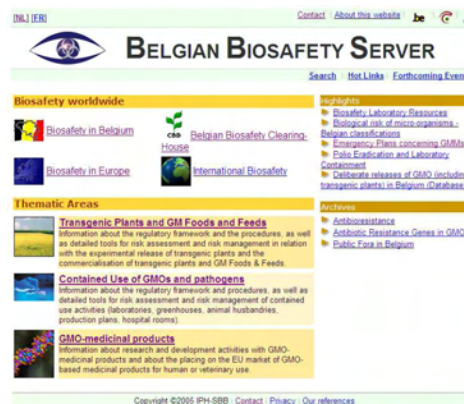 [NL] [FR]
Contact | About this website
.be
BELGIAN BIOSAFETY SERVER
Search | Hot Links | Forthcoming Even
Biosafety worldwide
Biosafety in Belgium
CBD
Belgian Biosafety Clearing-
House
Biosafety in Europe
International Biosafety
Thematic Areas
Transgenic Plants and GM Foods and Feeds
Information about the regulatory framework and the procedures, as well
as detailed tools for risk assessment and risk management in relation
with the experimental release of transgenic plants and the
commercialisation of transgenic plants and GM Foods & Feeds.
Contained Use of GMOs and pathogens
Information about the regulatory framework and procedures, as well as
detailed tools for risk assessment and risk management of contained
use activities (laboratories, greenhouses, animal husbandries,
production plans, hospital rooms).
GMO-medicinal products
Information about research and development activities with GMO-
medicinal products and about the placing on the EU market of GMO-
based medicinal products for human or veterinary use.
Highlights
Biosafety Laboratory Resources
Biological risk of micro-organisms -
Belgian classifications
Emergency Plans concerning GMMs
Polio Eradication and Laboratory
Containment
Deliberate releases of GMO (includin
transgenic plants) in Belgium (Database
Archives
Antibioresistance
Antibiotic Resistance Genes in GMO
Public Fora in Belgium
Copyright ©2005 IPH-SBB | Contact | Privacy | Our references